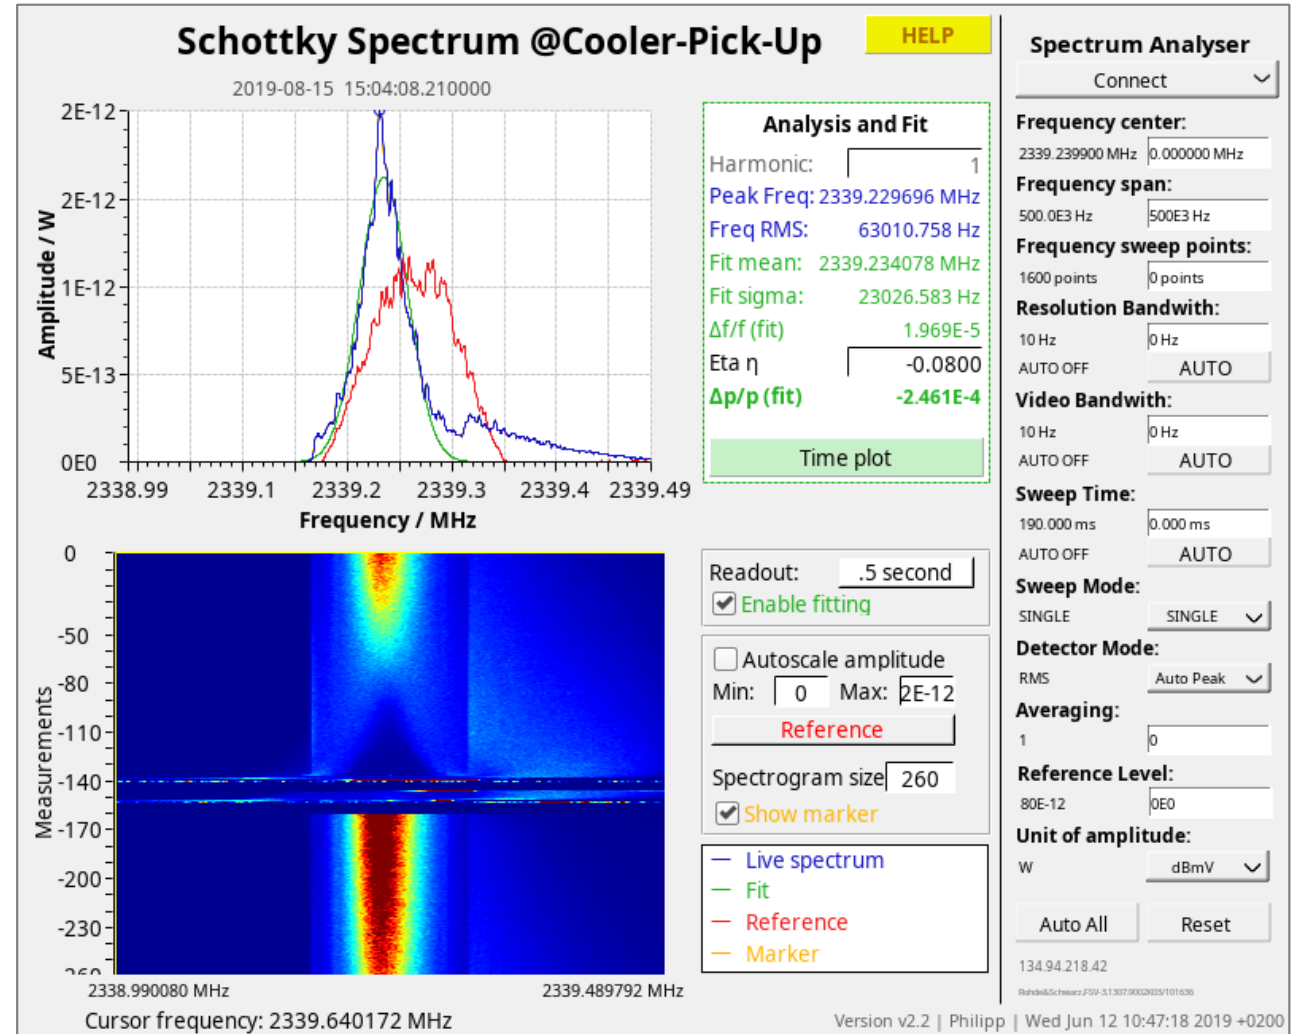 Schottky Spectrum @Cooler-Pick-Up
HELP
2019-08-15 15:04:08.210000
2E-12
2E-12
1E-12
5E-13
0E0
Amplitude / W
2338.99 2339.1 2339.2 2339.3 2339.4 2339.49
Frequency / MHz
Analysis and Fit
Harmonic: 1
Peak Freq: 2339.229696 MHz
Freq RMS: 63010.758 Hz
Fit mean: 2339.234078 MHz
Fit sigma: 23026.583 Hz
Δf/f (fit) 1.969E-5
Eta η -0.0800
Δp/p (fit) -2.461E-4
Time plot
0
-50
-80
-110
-140
-170
-200
-230
-260
Measurements
2338.990080 MHz 2339.489792 MHz
Cursor frequency: 2339.640172 MHz
Readout: .5 second
Enable fitting
Autoscale amplitude
Min: 0 Max: 2E-12
Reference
Spectrogram size 260
Show marker
Live spectrum
Fit
Reference
Marker
Spectrum Analyser
Connect
Frequency center:
2339.239900 MHz 0.000000 MHz
Frequency span:
500.0E3 Hz 500E3 Hz
Frequency sweep points:
1600 points 0 points
Resolution Bandwith:
10 Hz 0 Hz
AUTO OFF AUTO
Video Bandwith:
10 Hz 0 Hz
AUTO OFF AUTO
Sweep Time:
190.000 ms 0.000 ms
AUTO OFF AUTO
Sweep Mode:
SINGLE SINGLE
Detector Mode:
RMS Auto Peak
Averaging:
1 0
Reference Level:
80E-12 0E0
Unit of amplitude:
W dBmV
Auto All Reset
134.94.218.42
Rohde&Schwarz,FSV-3,1307.9002K03/101636
Version v2.2 | Philipp | Wed Jun 12 10:47:18 2019 +0200